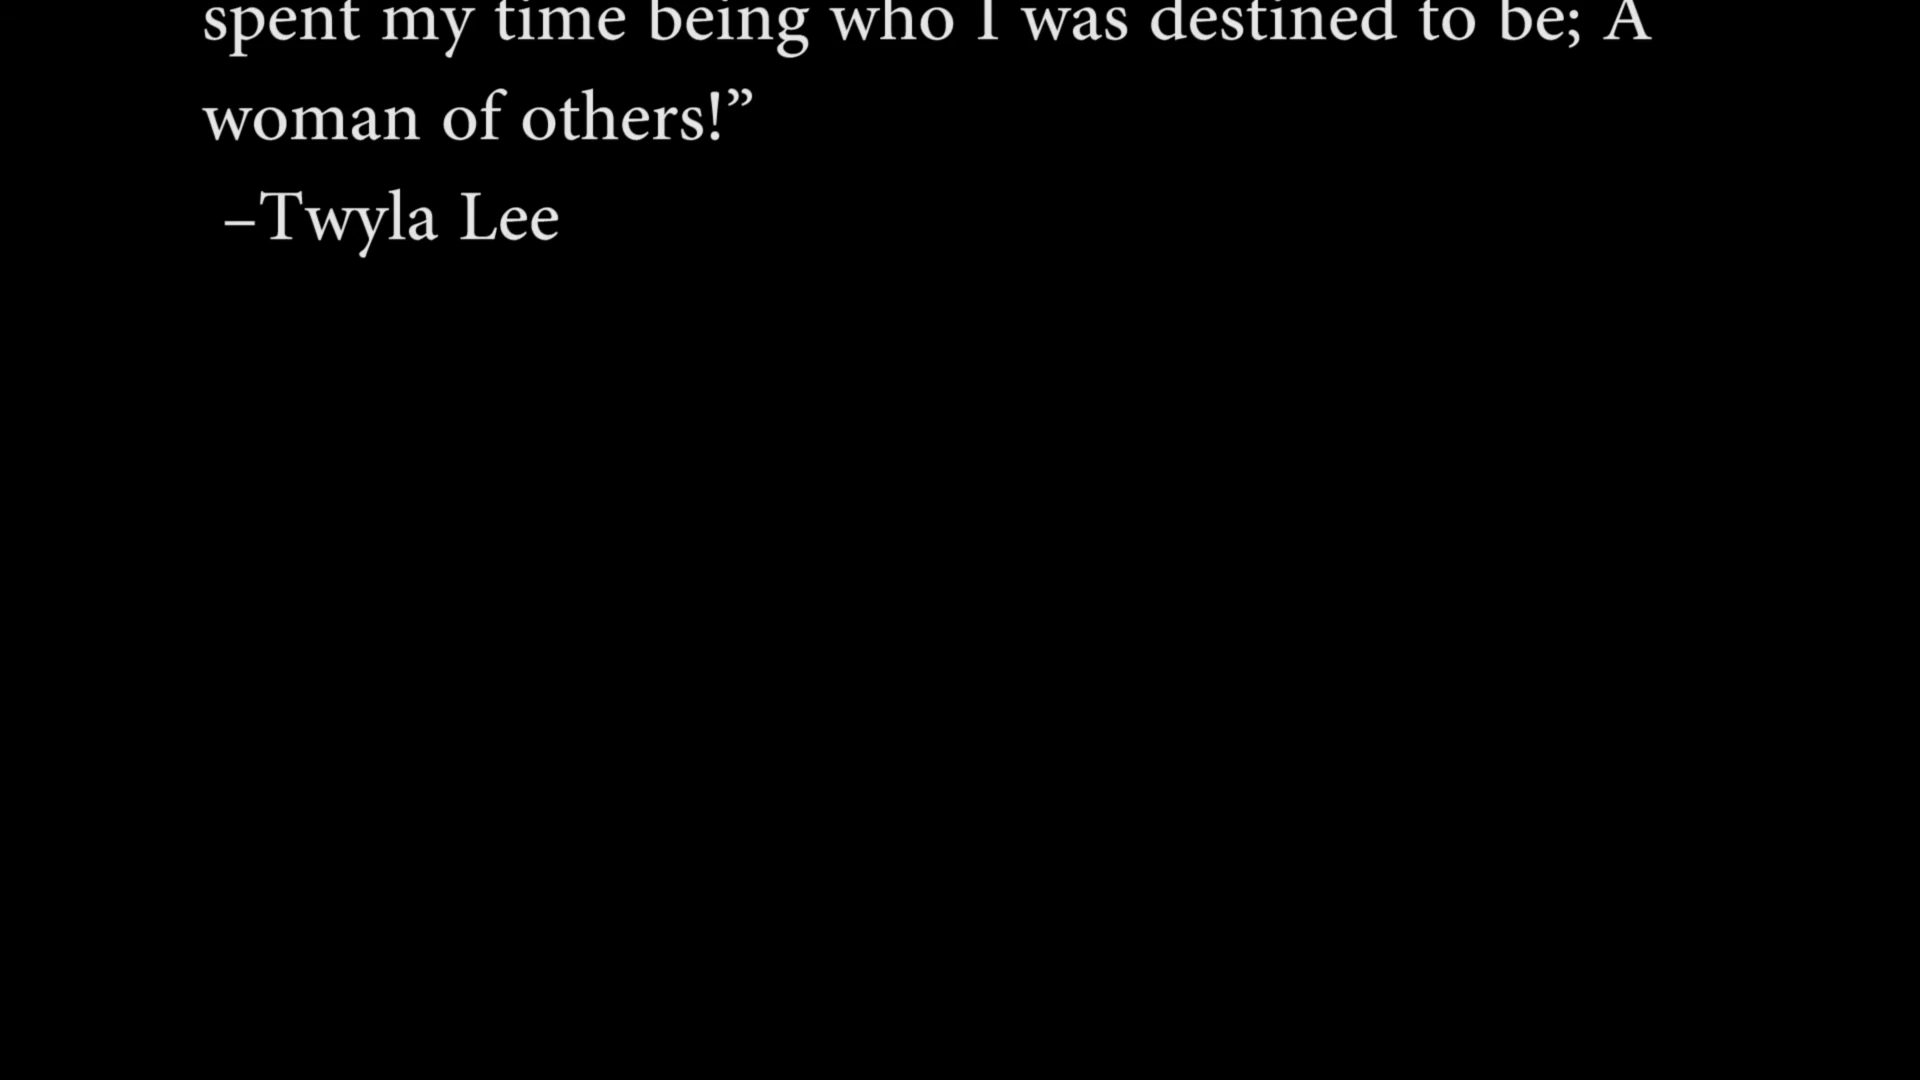 spent my time being who I was destined to be; A
woman of others!”
–Twyla Lee